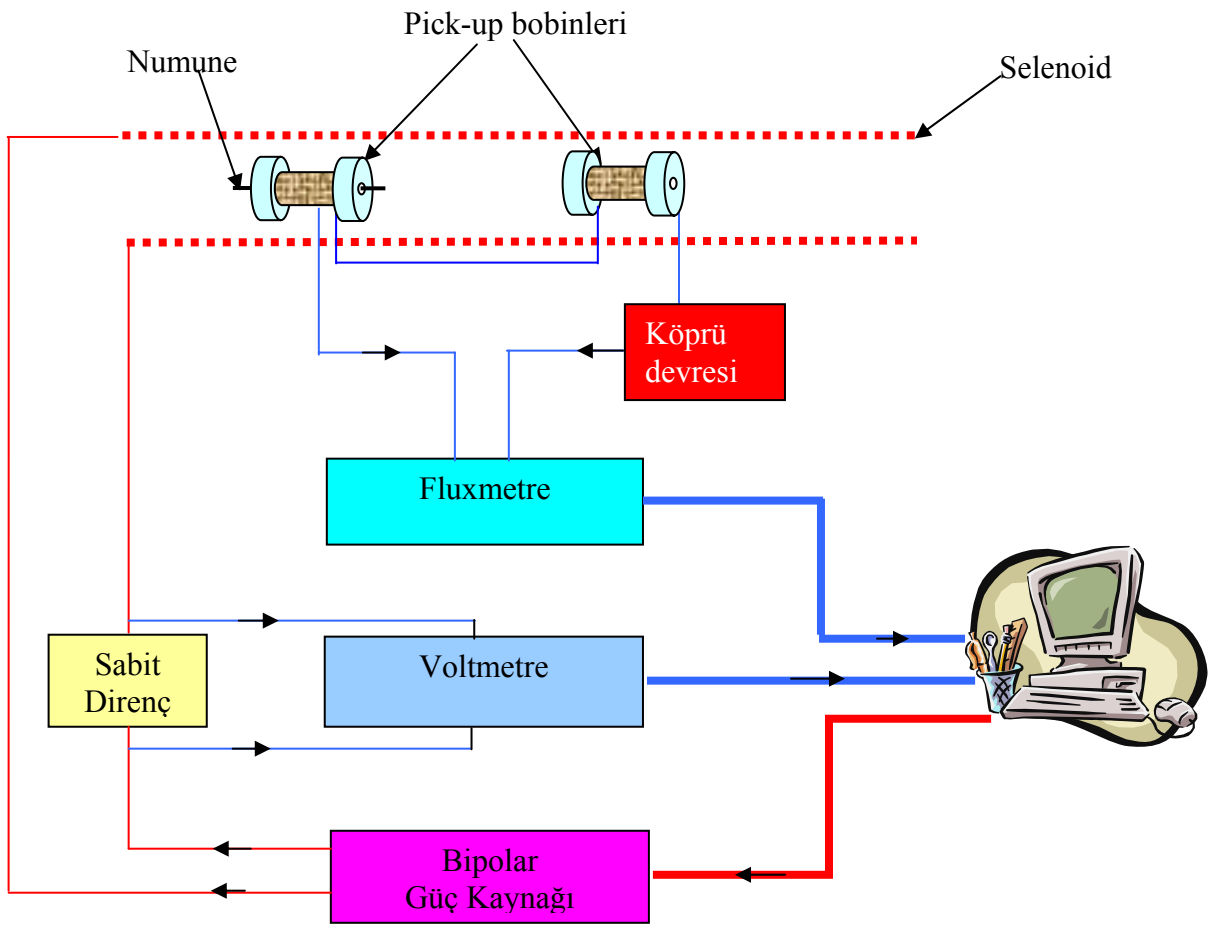 Pick-up bobinleri
Numune
Selenoid
Köprü
devresi
Fluxmetre
Sabit
Direnç
Voltmetre
Bipolar
Güç Kaynağı